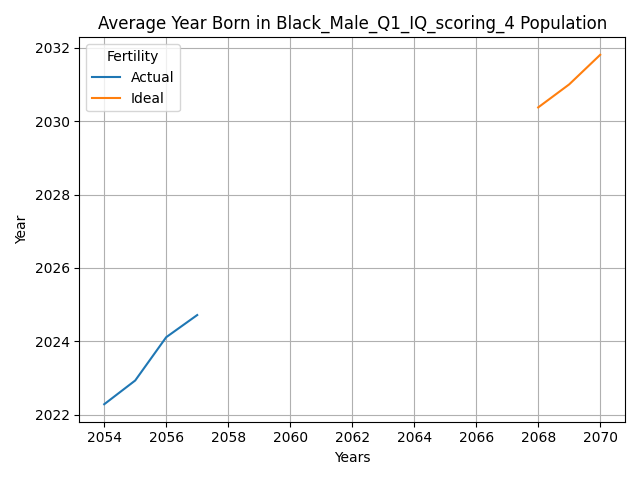 Average Year Born in Black_Male_Q1_IQ_scoring_4 Population
Fertility
Actual
Ideal
2032
2030
2028
2026
2024
2022
Year
2054 2056 2058 2060 2062 2064 2066 2068 2070
Years